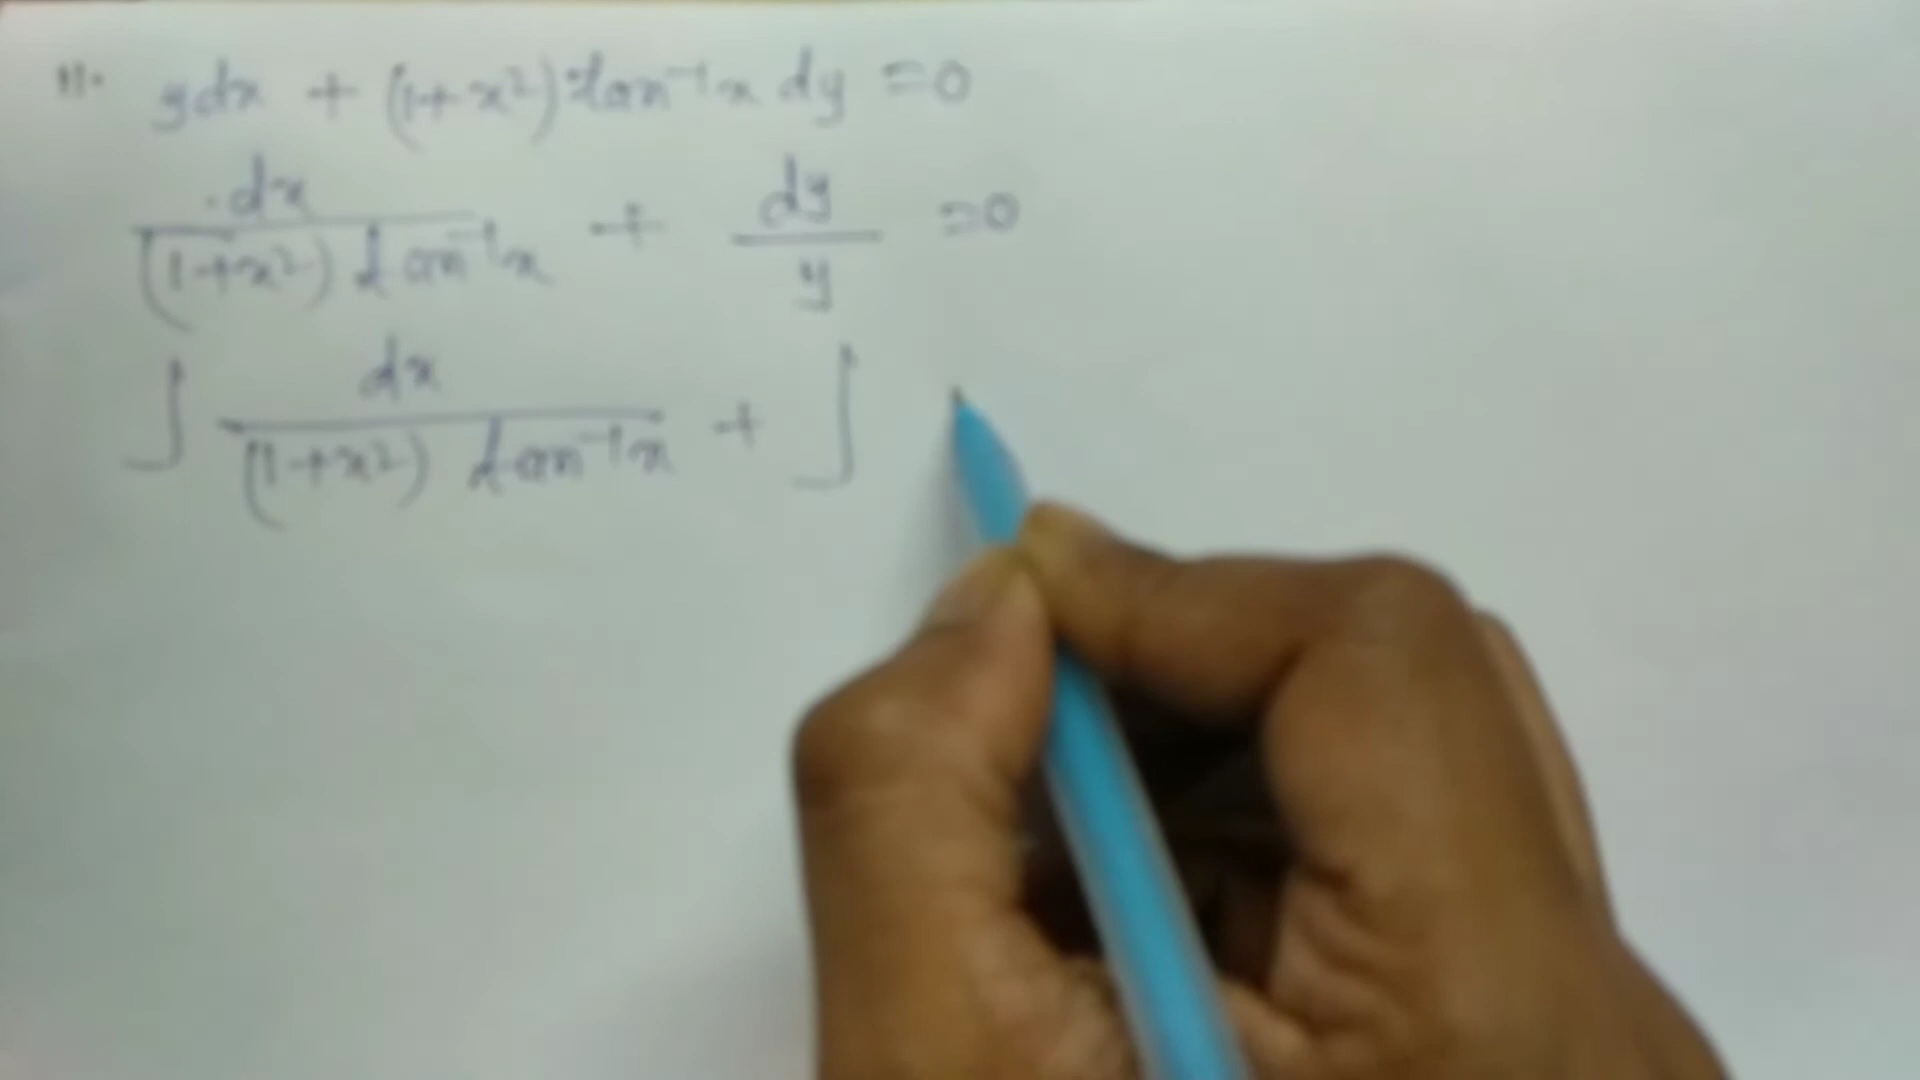 11. ydx + (1+x²) tan⁻¹x dy =0
dx/((1+x²) tan⁻¹x) + dy/y =0
∫ dx/((1+x²) tan⁻¹x) + ∫